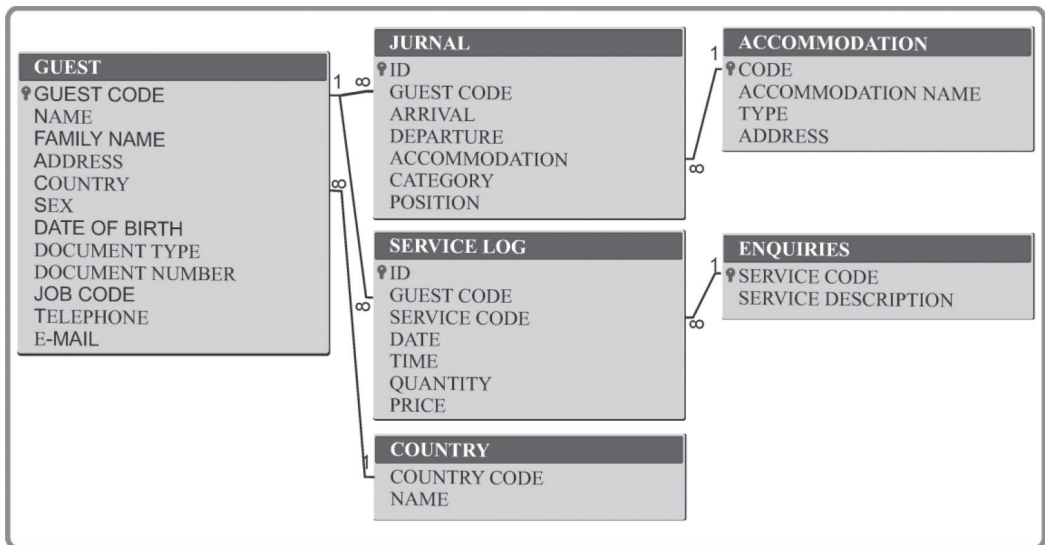 GUEST
GUEST CODE
NAME
FAMILY NAME
ADDRESS
COUNTRY
SEX
DATE OF BIRTH
DOCUMENT TYPE
DOCUMENT NUMBER
JOB CODE
TELEPHONE
E-MAIL
1 ∞
∞
∞
1
JURNAL
ID
GUEST CODE
ARRIVAL
DEPARTURE
ACCOMMODATION
CATEGORY
POSITION
SERVICE LOG
ID
GUEST CODE
SERVICE CODE
DATE
TIME
QUANTITY
PRICE
COUNTRY
COUNTRY CODE
NAME
1
∞
ACCOMMODATION
CODE
ACCOMMODATION NAME
TYPE
ADDRESS
1
∞
ENQUIRIES
SERVICE CODE
SERVICE DESCRIPTION